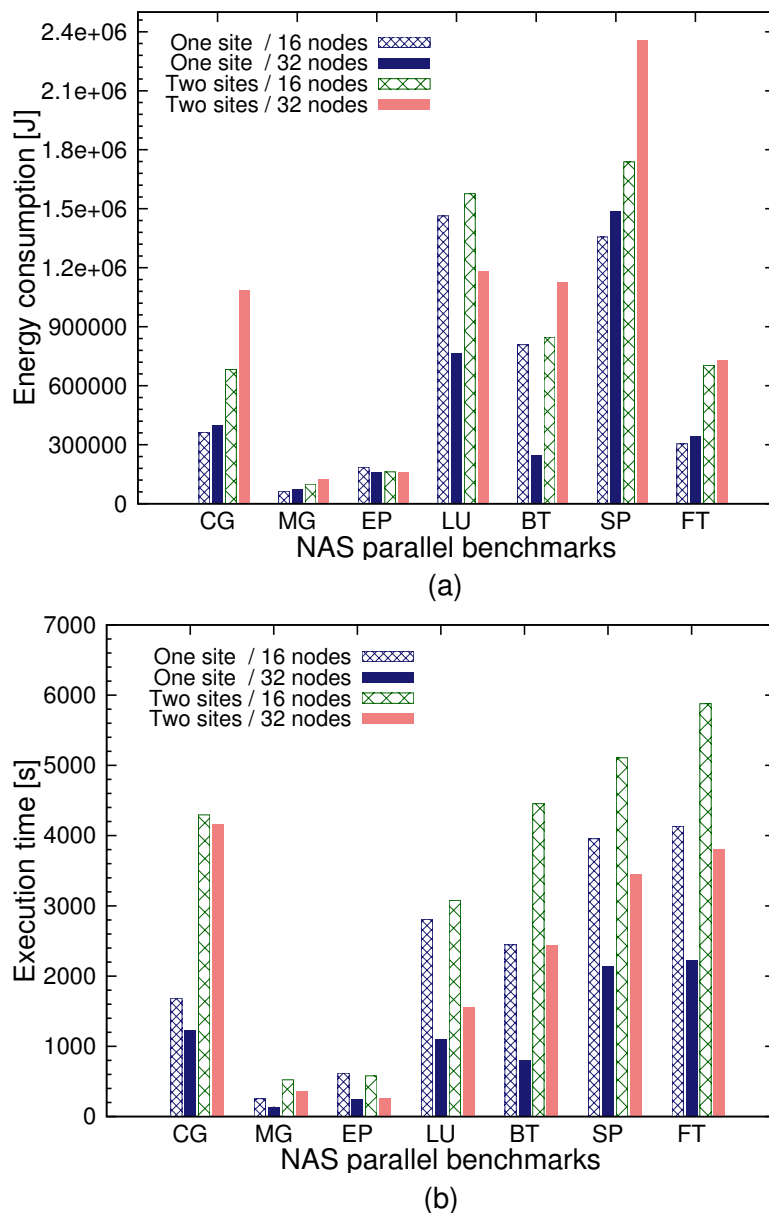 2.4e+06
2.1e+06
1.8e+06
1.5e+06
1.2e+06
900000
600000
300000
0
Energy consumption [J]
One site / 16 nodes
One site / 32 nodes
Two sites / 16 nodes
Two sites / 32 nodes
CG MG EP LU BT SP FT
NAS parallel benchmarks
(a)
7000
6000
5000
4000
3000
2000
1000
0
Execution time [s]
One site / 16 nodes
One site / 32 nodes
Two sites / 16 nodes
Two sites / 32 nodes
CG MG EP LU BT SP FT
NAS parallel benchmarks
(b)